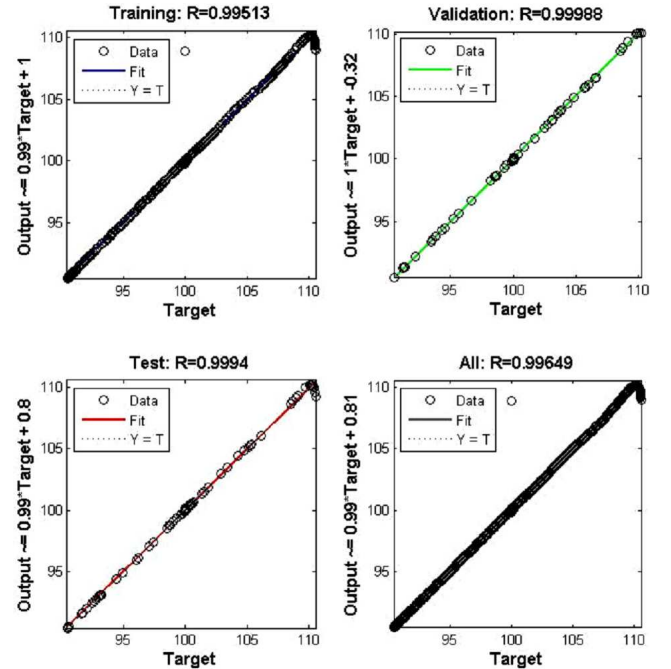 Training: R=0.99513
Output ~= 0.99*Target + 1
Data
Fit
Y = T
110
105
100
95
95
100
105
110
Target
Validation: R=0.99988
Output ~= 1*Target + -0.32
Data
Fit
Y = T
110
105
100
95
95
100
105
110
Target
Test: R=0.9994
Output ~= 0.99*Target + 0.8
Data
Fit
Y = T
110
105
100
95
95
100
105
110
Target
All: R=0.99649
Output ~= 0.99*Target + 0.81
Data
Fit
Y = T
110
105
100
95
95
100
105
110
Target